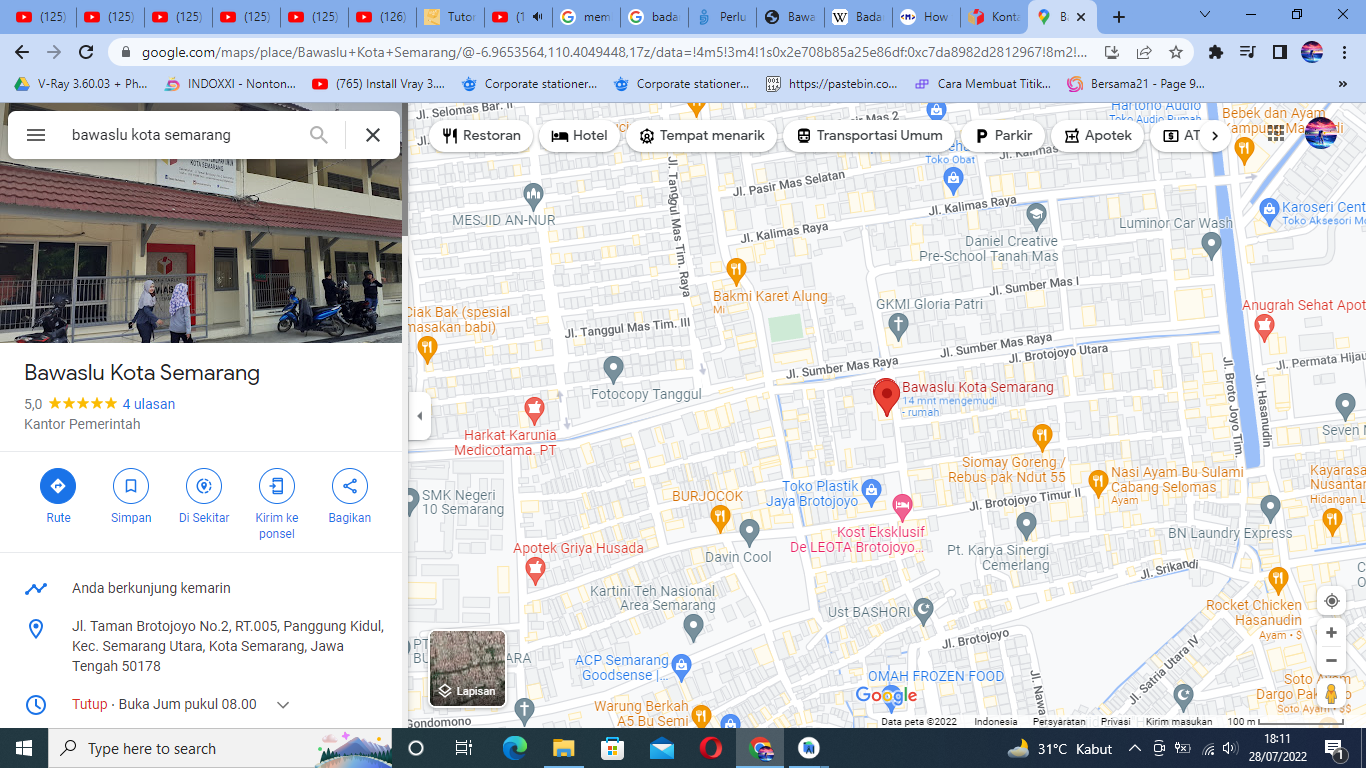 (125)
(125)
(125)
(125)
(125)
(126)
Tutor
(1
mem
bada
Perlu
Bawa
Bada
How
Konta
Ba
google.com/maps/place/Bawaslu+Kota+Semarang/@-6.9653564,110.4049448,17z/data=!4m5!3m4!1s0x2e708b85a25e86df:0xc7da8982d2812967!8m2!...
V-Ray 3.60.03 + Ph...
INDOXXI - Nonton...
(765) Install Vray 3...
Corporate stationer...
Corporate stationer...
https://pastebin.co...
Cara Membuat Titik...
Bersama21 - Page 9...
»
bawaslu kota semarang
KOTA SEMARANG
Bawaslu Kota Semarang
5,0
4 ulasan
Kantor Pemerintah
Rute
Simpan
Di Sekitar
Kirim ke
ponsel
Bagikan
Anda berkunjung kemarin
Jl. Taman Brotojoyo No.2, RT.005, Panggung Kidul,
Kec. Semarang Utara, Kota Semarang, Jawa
Tengah 50178
Tutup · Buka Jum pukul 08.00
Restoran
Hotel
Tempat menarik
Transportasi Umum
Parkir
Apotek
AT
Jl. Selomas Bar. II
Mas 2
Hartono Audio
Toko Audio Rumah
Bebek dan Ayam
Toko Obat
Jl. Kalimas
Jl. Pasir Mas Selatan
Jl. Tanggul Mas Tim. Raya
MESJID AN-NUR
Jl. Kalimas Raya
Jl. Kalimas Raya
Daniel Creative
Pre-School Tanah Mas
Luminor Car Wash
Karoseri Cent
Toko Aksesori Mo
Bakmi Karet Alung
Mi
Jl. Sumber Mas I
GKMI Gloria Patri
Anugrah Sehat Apot
Ciak Bak (spesial
masakan babi)
Jl. Tanggul Mas Tim. III
Jl. Sumber Mas Raya
Jl. Sumber Mas Raya
Jl. Brotojoyo Utara
Jl. Permata Hijau
Fotocopy Tanggul
Bawaslu Kota Semarang
14 mnt mengemudi
- rumah
Jl. Broto Joyo Tim.
Jl. Hasanudin
Seven M
Harkat Karunia
Medicotama. PT
Siomay Goreng /
Rebus pak Ndut 55
Nasi Ayam Bu Sulami
Cabang Selomas
Ayam
Kayarasa
Nusantar
Hidangan L
SMK Negeri
10 Semarang
BURJOCOK
Toko Plastik
Jaya Brotojoyo
Jl. Brotojoyo Timur II
Kost Eksklusif
De LEOTA Brotojoyo...
BN Laundry Express
Apotek Griya Husada
Davin Cool
Pt. Karya Sinergi
Cemerlang
Jl. Srikandi
Kartini Teh Nasional
Area Semarang
Ust BASHORI
Rocket Chicken
Hasanudin
Ayam • $
Jl. Brotojoyo
ACP Semarang
Goodsense |...
OMAH FROZEN FOOD
Jl. Nawa
Jl. Satria Utara IV
Soto Ayam
Dargo Pak
Soto Ayam • $$
Warung Berkah
A5 Bu Semi
Gondomono
Lapisan
Google
Data peta ©2022
Indonesia
Persyaratan
Privasi
Kirim masukan
100 m
Type here to search
31°C Kabut
18:11
28/07/2022
1